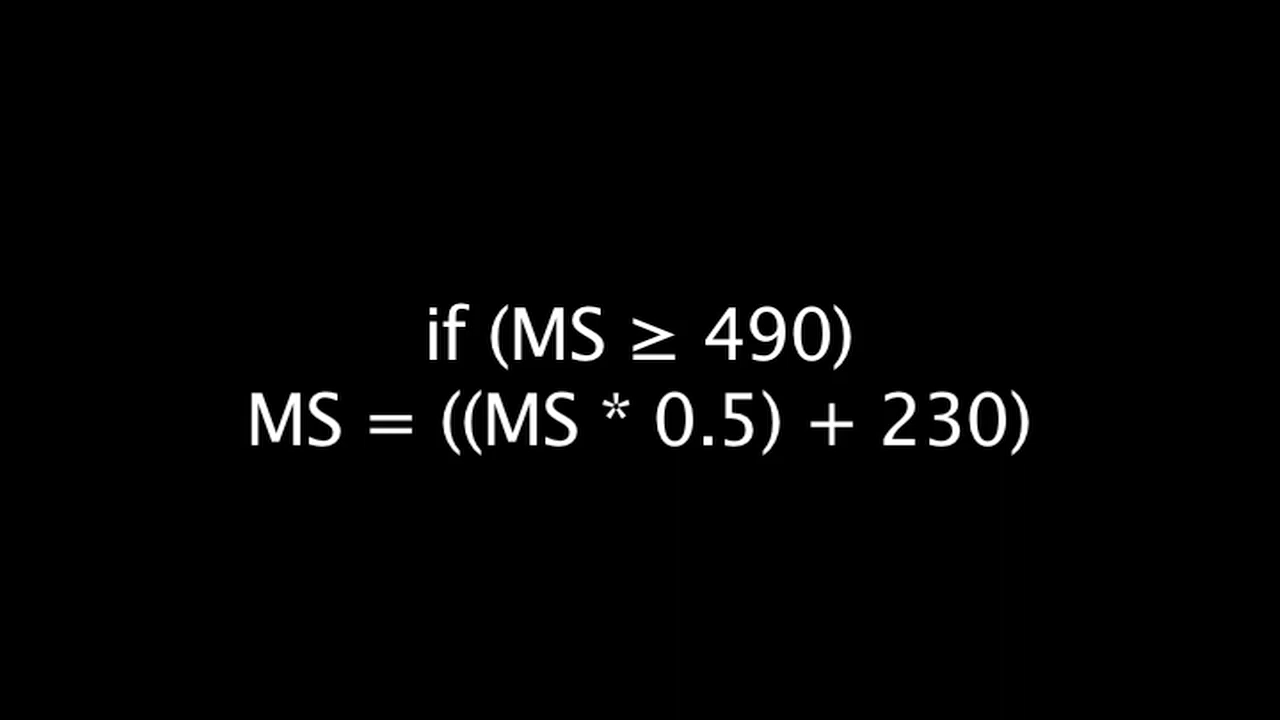 if (MS ≥ 490)
MS = ((MS * 0.5) + 230)